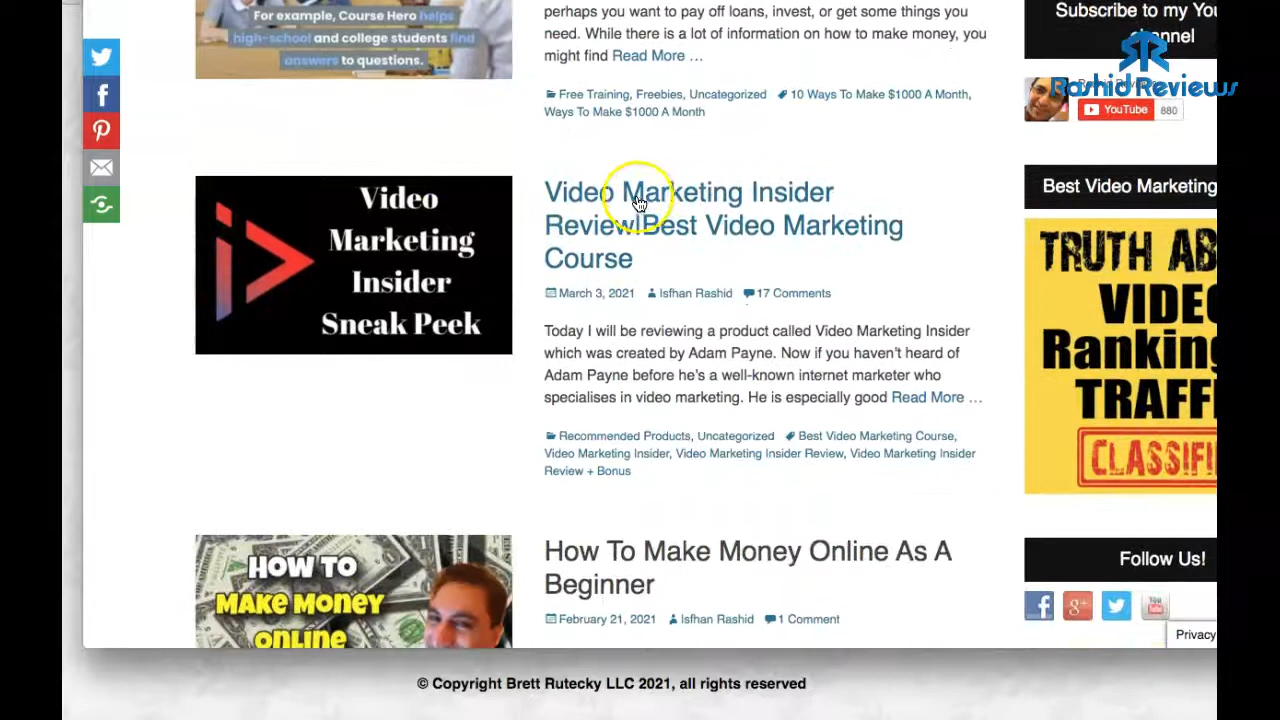 For example, Course Hero helps
high-school and college students find
answers to questions.
perhaps you want to pay off loans, invest, or get some things you
need. While there is a lot of information on how to make money, you
might find Read More …
Free Training, Freebies, Uncategorized 10 Ways To Make $1000 A Month,
Ways To Make $1000 A Month
Subscribe to my You
channel
Rashid Reviews
YouTube 880
Video
Marketing
Insider
Sneak Peek
Video Marketing Insider
Review|Best Video Marketing
Course
March 3, 2021 Isfhan Rashid 17 Comments
Today I will be reviewing a product called Video Marketing Insider
which was created by Adam Payne. Now if you haven't heard of
Adam Payne before he's a well-known internet marketer who
specialises in video marketing. He is especially good Read More …
Recommended Products, Uncategorized Best Video Marketing Course,
Video Marketing Insider, Video Marketing Insider Review, Video Marketing Insider
Review + Bonus
Best Video Marketing
TRUTH AB
VIDEO
Ranking
TRAFF
CLASSIFI
HOW TO
MAKE MONEY
ONLINE
How To Make Money Online As A
Beginner
February 21, 2021 Isfhan Rashid 1 Comment
Follow Us!
Privacy
© Copyright Brett Rutecky LLC 2021, all rights reserved